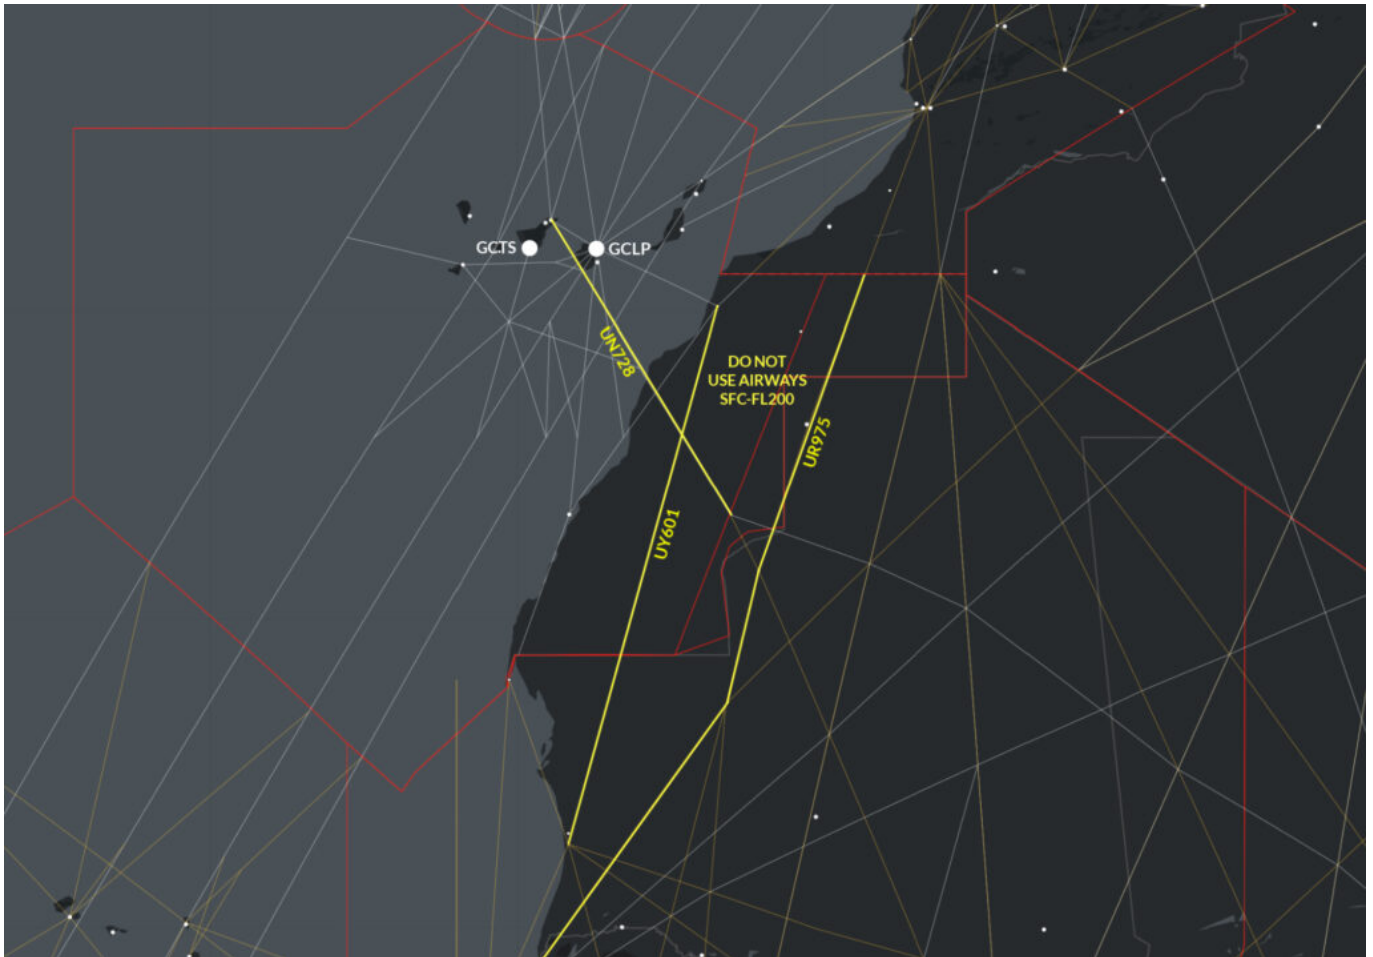 GCTS
GCLP
UN728
DO NOT
USE AIRWAYS
SFC-FL200
UR975
UY601